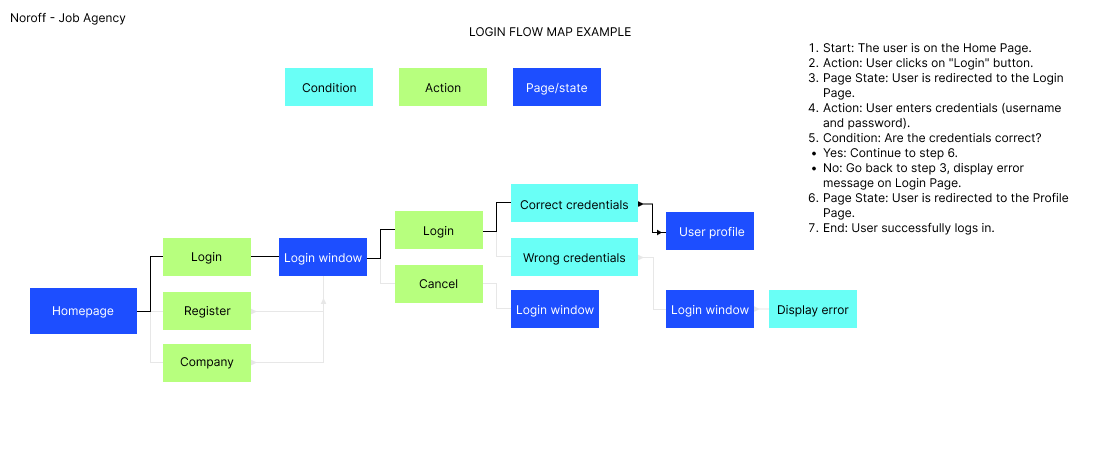 Noroff - Job Agency
LOGIN FLOW MAP EXAMPLE
Condition
Action
Page/state
1. Start: The user is on the Home Page.
2. Action: User clicks on "Login" button.
3. Page State: User is redirected to the Login
Page.
4. Action: User enters credentials (username
and password).
5. Condition: Are the credentials correct?
• Yes: Continue to step 6.
• No: Go back to step 3, display error
message on Login Page.
6. Page State: User is redirected to the Profile
Page.
7. End: User successfully logs in.
Homepage
Login
Register
Company
Login window
Login
Cancel
Correct credentials
Wrong credentials
Login window
User profile
Login window
Display error